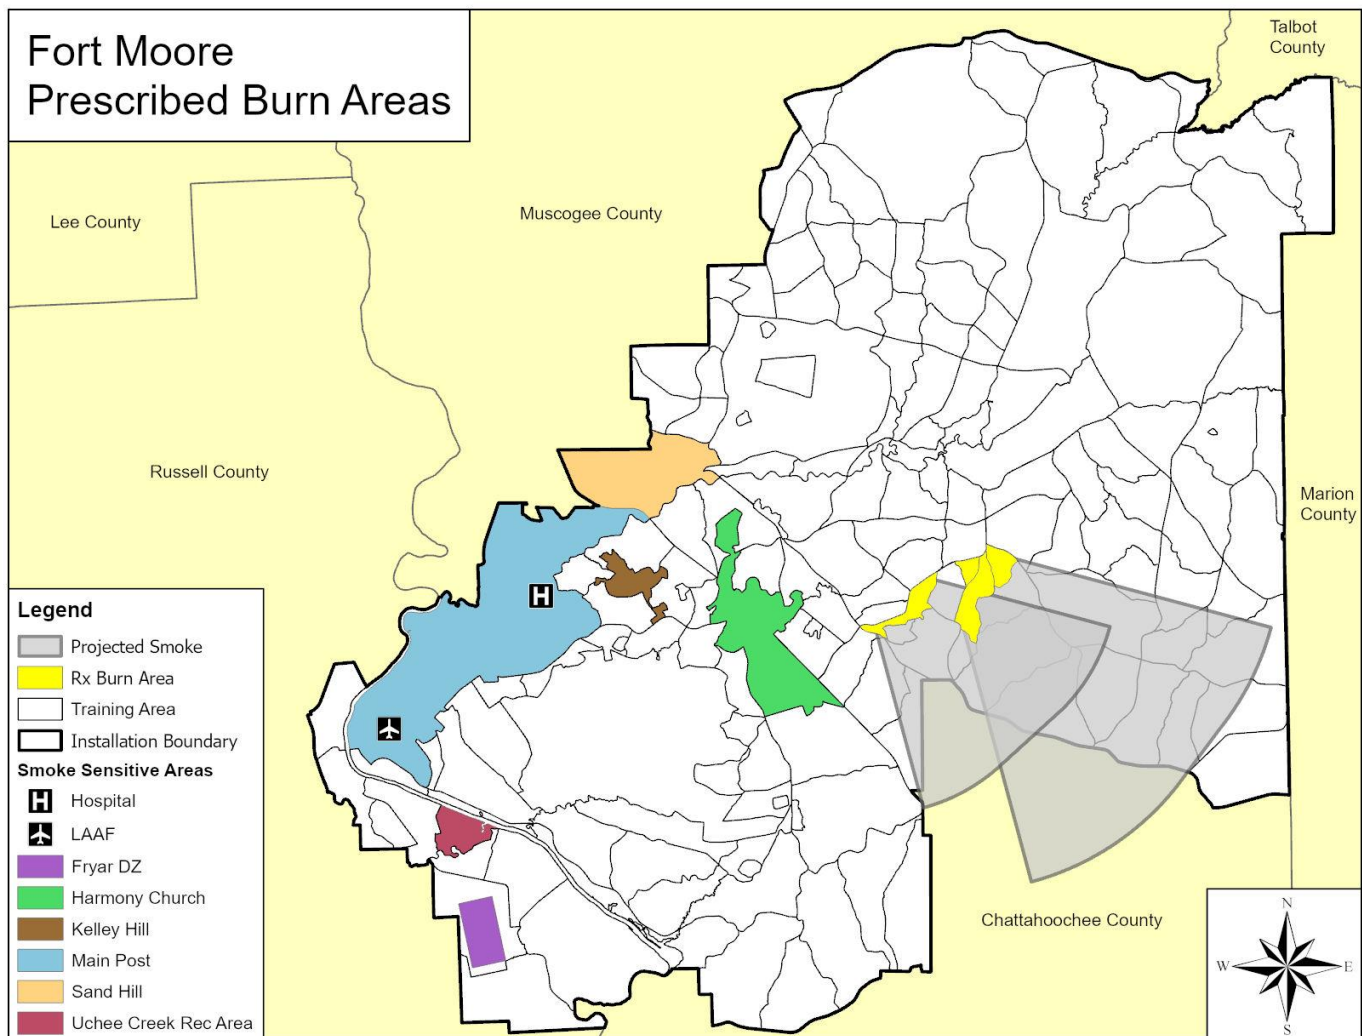 Fort Moore
Prescribed Burn Areas
Talbot
County
Lee County
Muscogee County
Russell County
Marion
County
Legend
Projected Smoke
Rx Burn Area
Training Area
Installation Boundary
Smoke Sensitive Areas
H
Hospital
LAAF
Fryar DZ
Harmony Church
Kelley Hill
Main Post
Sand Hill
Uchee Creek Rec Area
H
Chattahoochee County
N
W
E
S